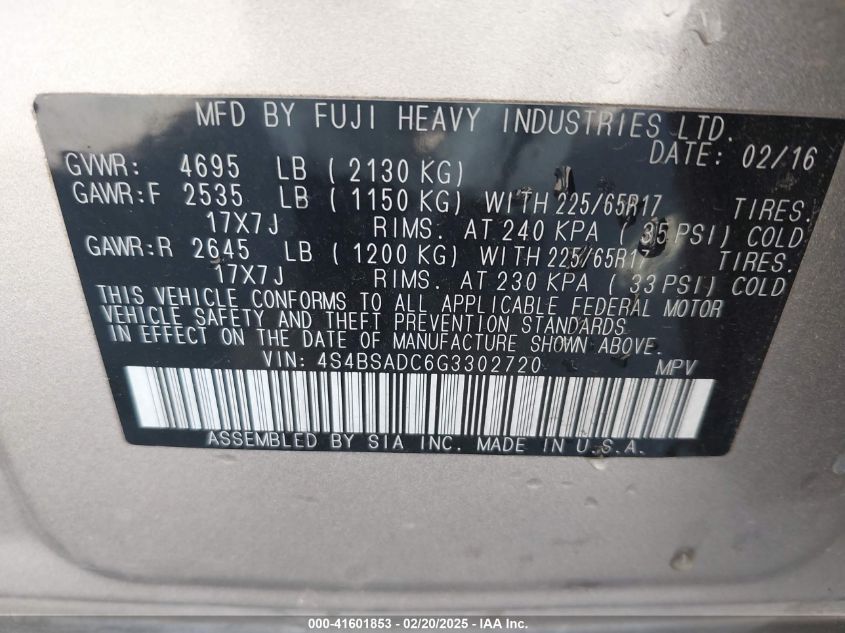 MFD BY FUJI HEAVY INDUSTRIES LTD.
DATE: 02/16
GVWR: 4695 LB ( 2130 KG)
GAWR:F 2535 LB ( 1150 KG) WITH 225/65R17 TIRES.
17X7J RIMS. AT 240 KPA ( 35 PSI) COLD
GAWR:R 2645 LB ( 1200 KG) WITH 225/65R17 TIRES.
17X7J RIMS. AT 230 KPA ( 33 PSI) COLD
THIS VEHICLE CONFORMS TO ALL APPLICABLE FEDERAL MOTOR
VEHICLE SAFETY AND THEFT PREVENTION STANDARDS
IN EFFECT ON THE DATE OF MANUFACTURE SHOWN ABOVE.
VIN: 4S4BSADC6G3302720 MPV
ASSEMBLED BY SIA INC. MADE IN U.S.A.
000-41601853 - 02/20/2025 - IAA Inc.